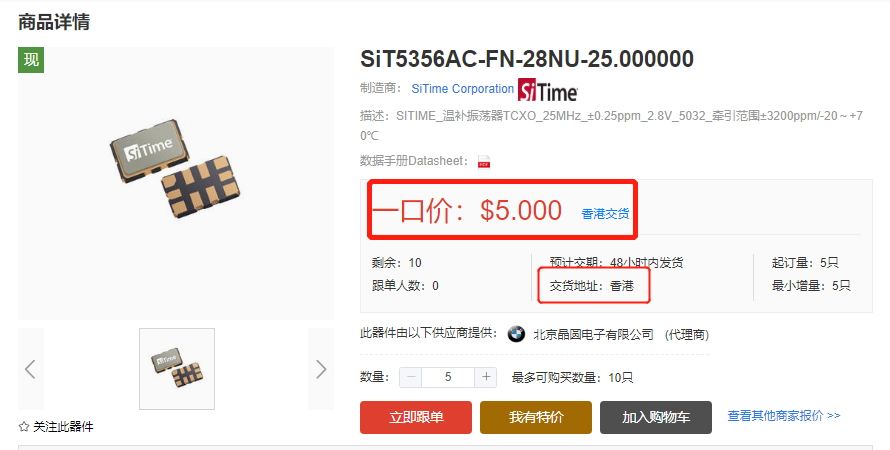 商品详情
现
SiT5356AC-FN-28NU-25.000000
制造商： SiTime Corporation SiTime
描述：SITIME_温补振荡器TCXO_25MHz_±0.25ppm_2.8V_5032_牵引范围±3200ppm/-20～+7
0℃
数据手册Datasheet：
PDF
一口价：$5.000 香港交货
剩余：10 预计交期：48小时内发货 起订量：5只
跟单人数：0 交货地址：香港 最小增量：5只
此器件由以下供应商提供： 北京晶圆电子有限公司 (代理商)
数量： － 5 + 最多可购买数量：10只
立即跟单 我有特价 加入购物车 查看其他商家报价 >>
SiTime
SiTime
☆ 关注此器件